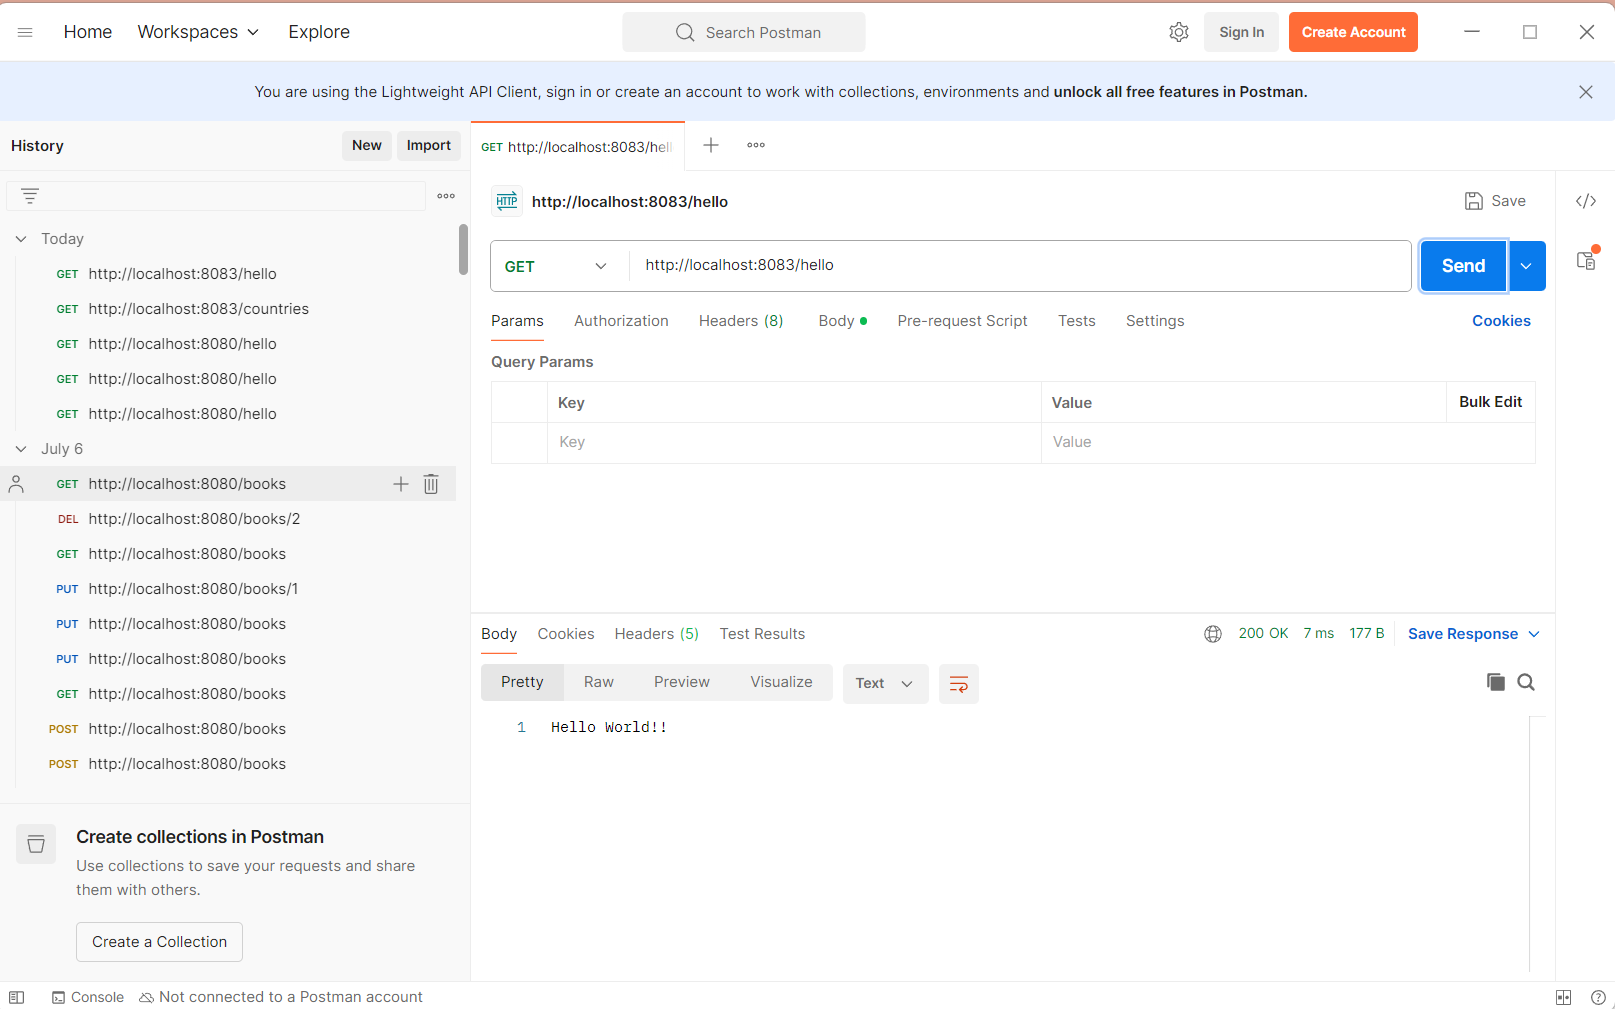 Home Workspaces Explore Search Postman Sign In Create Account
You are using the Lightweight API Client, sign in or create an account to work with collections, environments and unlock all free features in Postman.
History New Import
Today
GET http://localhost:8083/hello
GET http://localhost:8083/countries
GET http://localhost:8080/hello
GET http://localhost:8080/hello
GET http://localhost:8080/hello
July 6
GET http://localhost:8080/books
DEL http://localhost:8080/books/2
GET http://localhost:8080/books
PUT http://localhost:8080/books/1
PUT http://localhost:8080/books
PUT http://localhost:8080/books
GET http://localhost:8080/books
POST http://localhost:8080/books
POST http://localhost:8080/books
Create collections in Postman
Use collections to save your requests and share
them with others.
Create a Collection
GET http://localhost:8083/hell
HTTP http://localhost:8083/hello Save
GET http://localhost:8083/hello Send
Params Authorization Headers (8) Body Pre-request Script Tests Settings Cookies
Query Params
Key Value Bulk Edit
Key Value
Body Cookies Headers (5) Test Results 200 OK 7 ms 177 B Save Response
Pretty Raw Preview Visualize Text
1 Hello World!!
Console Not connected to a Postman account